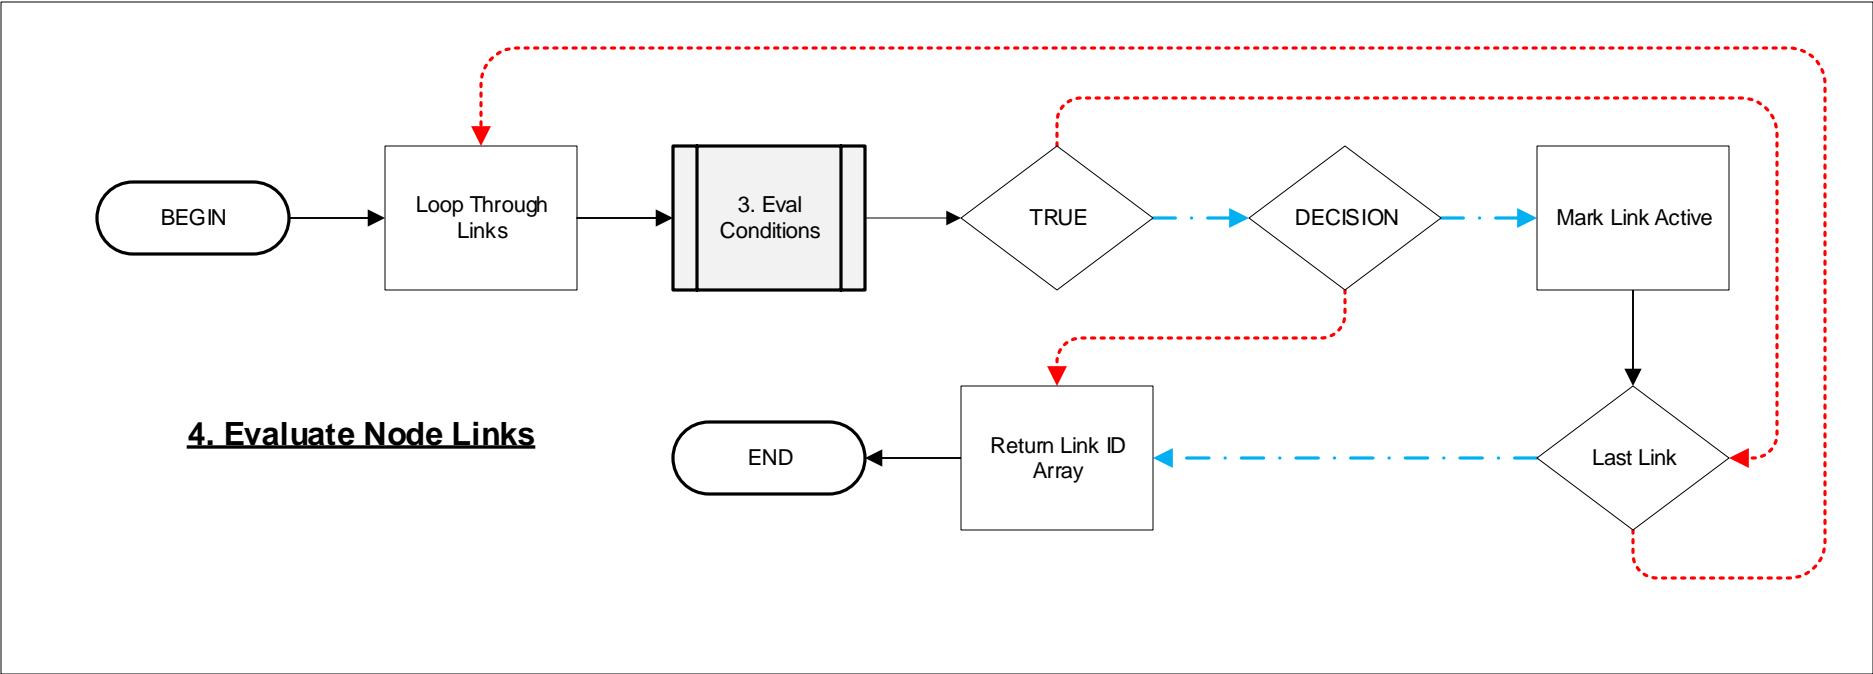 BEGIN
Loop Through
Links
3. Eval
Conditions
TRUE
DECISION
Mark Link Active
4. Evaluate Node Links
END
Return Link ID
Array
Last Link